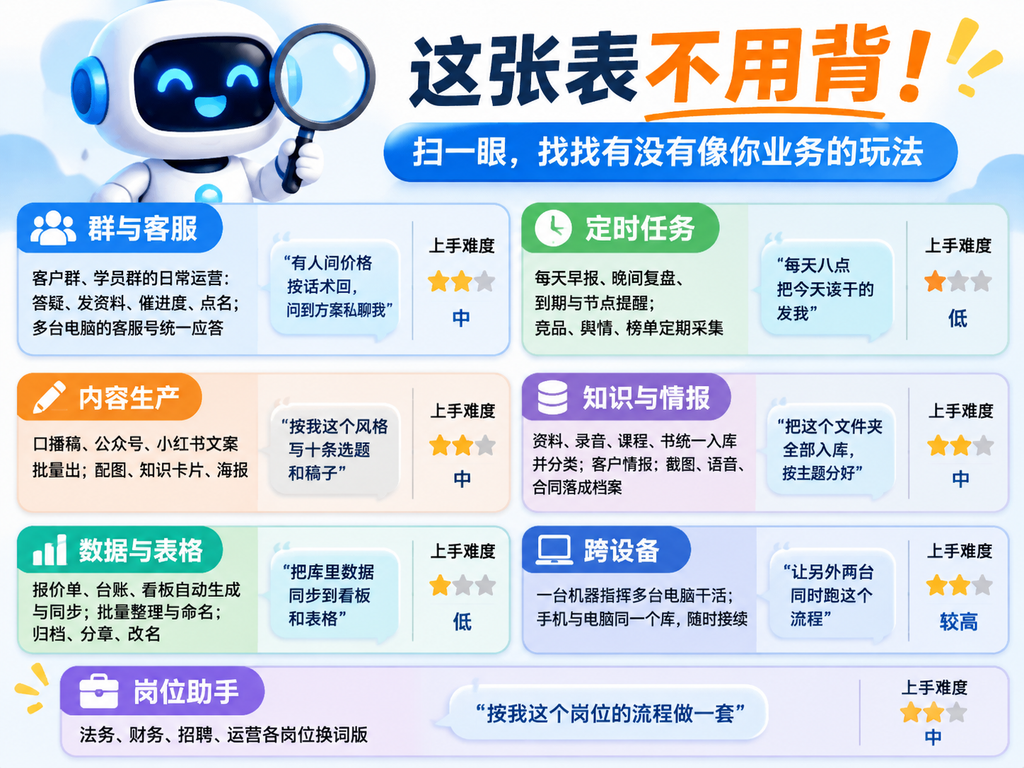 这张表不用背！
扫一眼，找找有没有像你业务的玩法
群与客服
客户群、学员群的日常运营：
答疑、发资料、催进度、点名；
多台电脑的客服号统一应答
“有人问价格
按话术回，
问到方案私聊我”
上手难度
中
定时任务
每天早报、晚间复盘、
到期与节点提醒；
竞品、舆情、榜单定期采集
“每天八点
把今天该干的
发我”
上手难度
低
内容生产
口播稿、公众号、小红书文案
批量出；配图、知识卡片、海报
“按我这个风格
写十条选题
和稿子”
上手难度
中
知识与情报
资料、录音、课程、书统一入库
并分类；客户情报：截图、语音、
合同落成档案
“把这个文件夹
全部入库，
按主题分好”
上手难度
中
数据与表格
报价单、台账、看板自动生成
与同步；批量整理与命名；
归档、分章、改名
“把库里数据
同步到看板
和表格”
上手难度
低
跨设备
一台机器指挥多台电脑干活；
手机与电脑同一个库，随时接续
“让另外两台
同时跑这个
流程”
上手难度
较高
岗位助手
法务、财务、招聘、运营各岗位换词版
“按我这个岗位的流程做一套”
上手难度
中